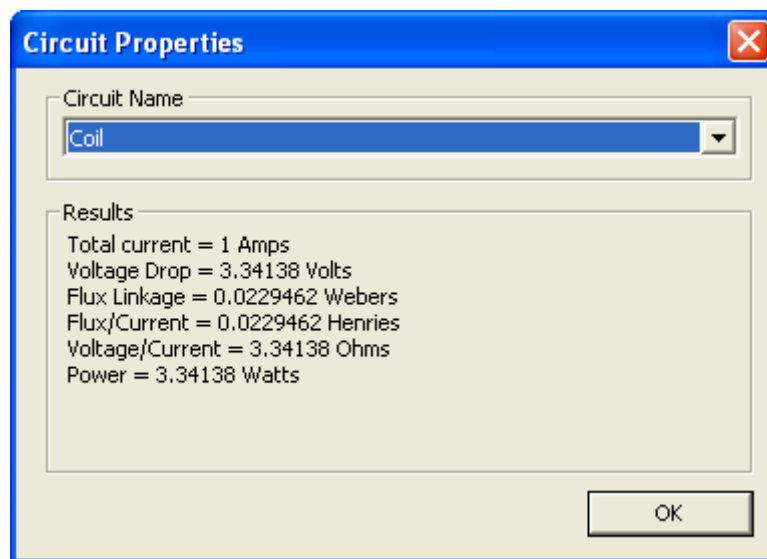 Circuit Properties
Circuit Name
Coil
Results
Total current = 1 Amps
Voltage Drop = 3.34138 Volts
Flux Linkage = 0.0229462 Webers
Flux/Current = 0.0229462 Henries
Voltage/Current = 3.34138 Ohms
Power = 3.34138 Watts
OK